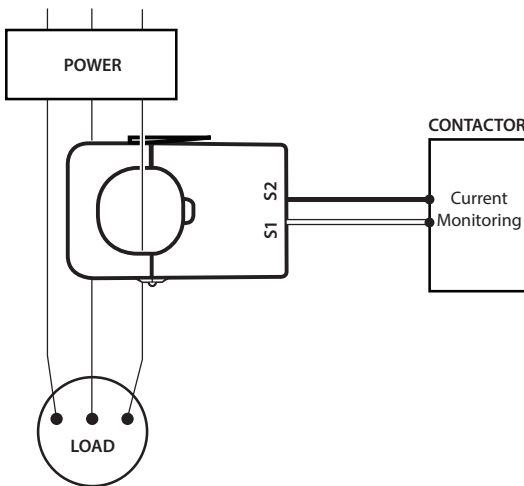 POWER
CONTACTOR
S2
Current
S1
Monitoring
LOAD